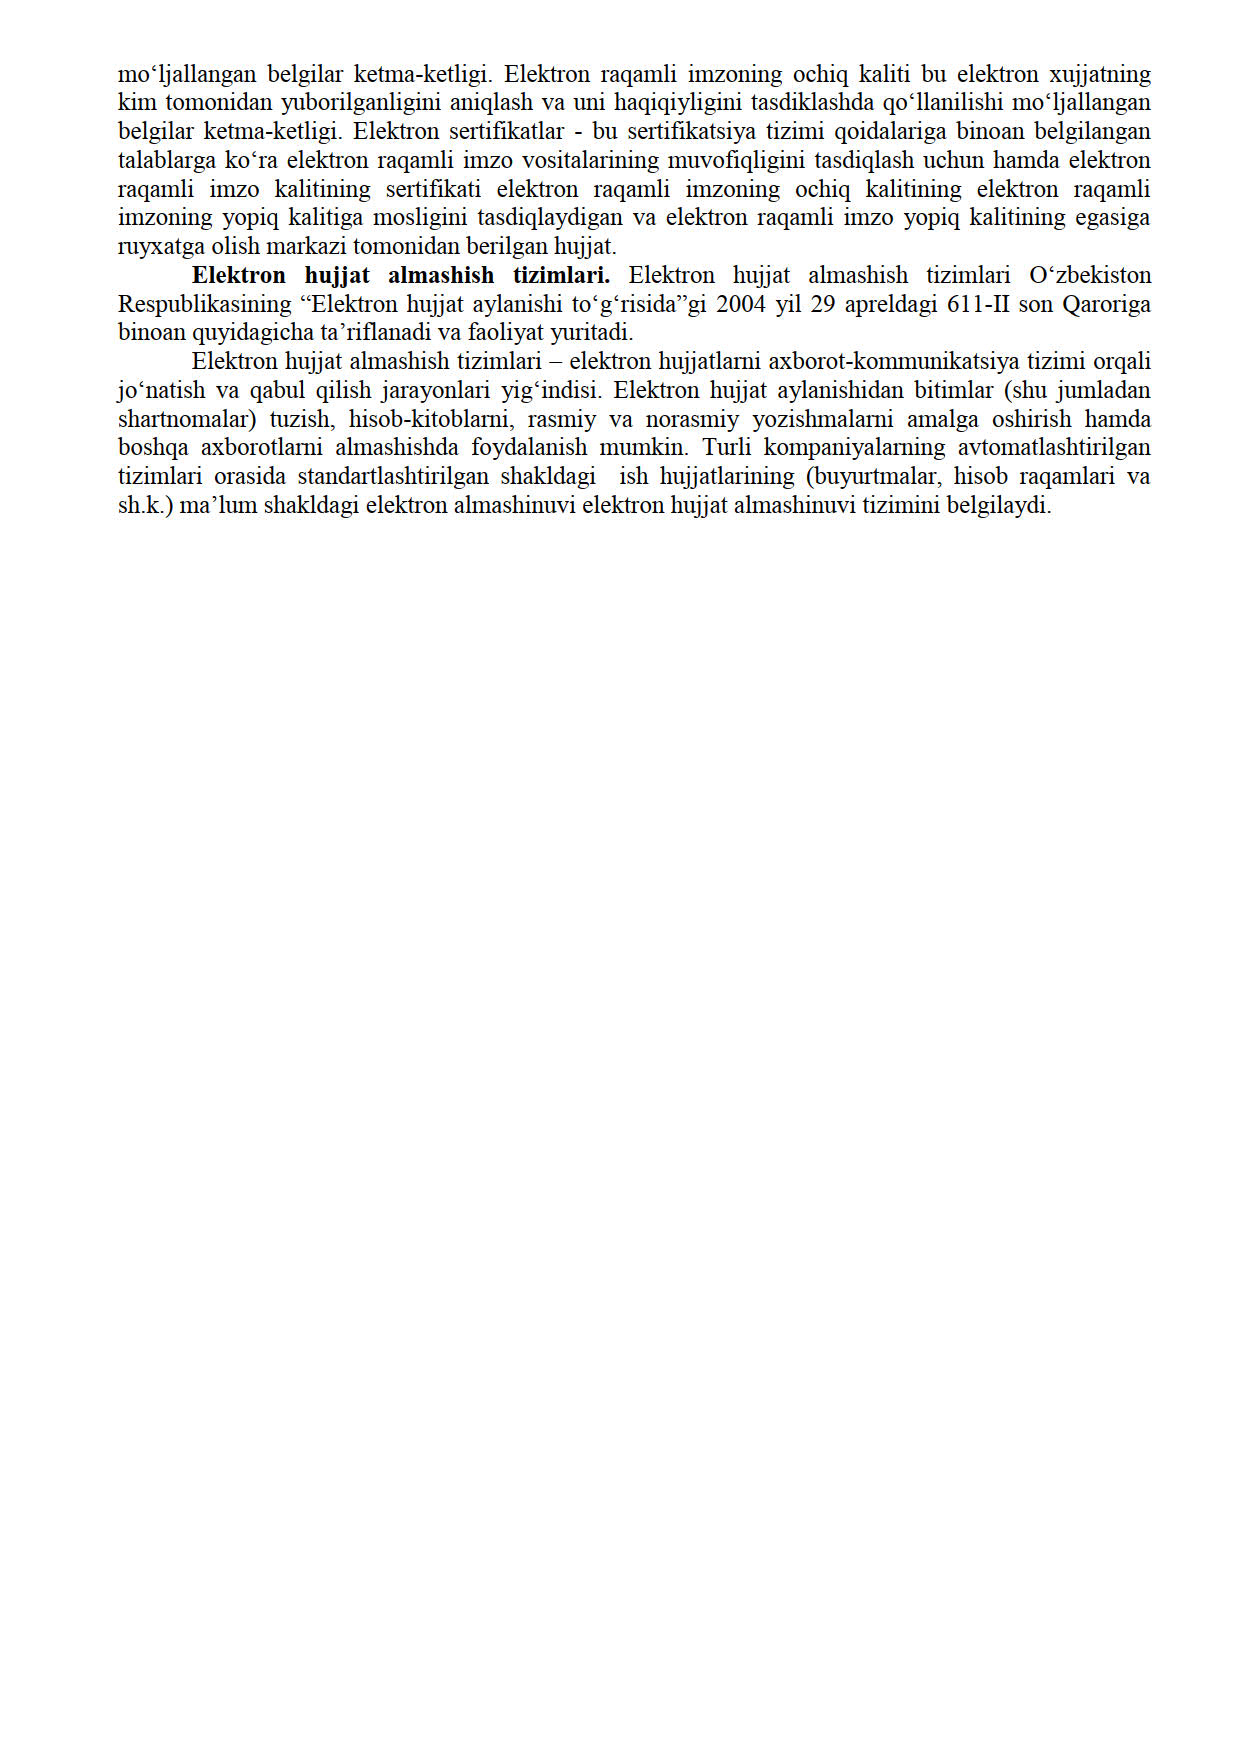 mo‘ljallangan belgilar ketma-ketligi. Elektron raqamli imzoning ochiq kaliti bu elektron xujjatning
kim tomonidan yuborilganligini aniqlash va uni haqiqiyligini tasdiklashda qo‘llanilishi mo‘ljallangan
belgilar ketma-ketligi. Elektron sertifikatlar - bu sertifikatsiya tizimi qoidalariga binoan belgilangan
talablarga ko‘ra elektron raqamli imzo vositalarining muvofiqligini tasdiqlash uchun hamda elektron
raqamli imzo kalitining sertifikati elektron raqamli imzoning ochiq kalitining elektron raqamli
imzoning yopiq kalitiga mosligini tasdiqlaydigan va elektron raqamli imzo yopiq kalitining egasiga
ruyxatga olish markazi tomonidan berilgan hujjat.
Elektron hujjat almashish tizimlari. Elektron hujjat almashish tizimlari O‘zbekiston
Respublikasining “Elektron hujjat aylanishi to‘g‘risida”gi 2004 yil 29 apreldagi 611-II son Qaroriga
binoan quyidagicha ta’riflanadi va faoliyat yuritadi.
Elektron hujjat almashish tizimlari – elektron hujjatlarni axborot-kommunikatsiya tizimi orqali
jo‘natish va qabul qilish jarayonlari yig‘indisi. Elektron hujjat aylanishidan bitimlar (shu jumladan
shartnomalar) tuzish, hisob-kitoblarni, rasmiy va norasmiy yozishmalarni amalga oshirish hamda
boshqa axborotlarni almashishda foydalanish mumkin. Turli kompaniyalarning avtomatlashtirilgan
tizimlari orasida standartlashtirilgan shakldagi ish hujjatlarining (buyurtmalar, hisob raqamlari va
sh.k.) ma’lum shakldagi elektron almashinuvi elektron hujjat almashinuvi tizimini belgilaydi.